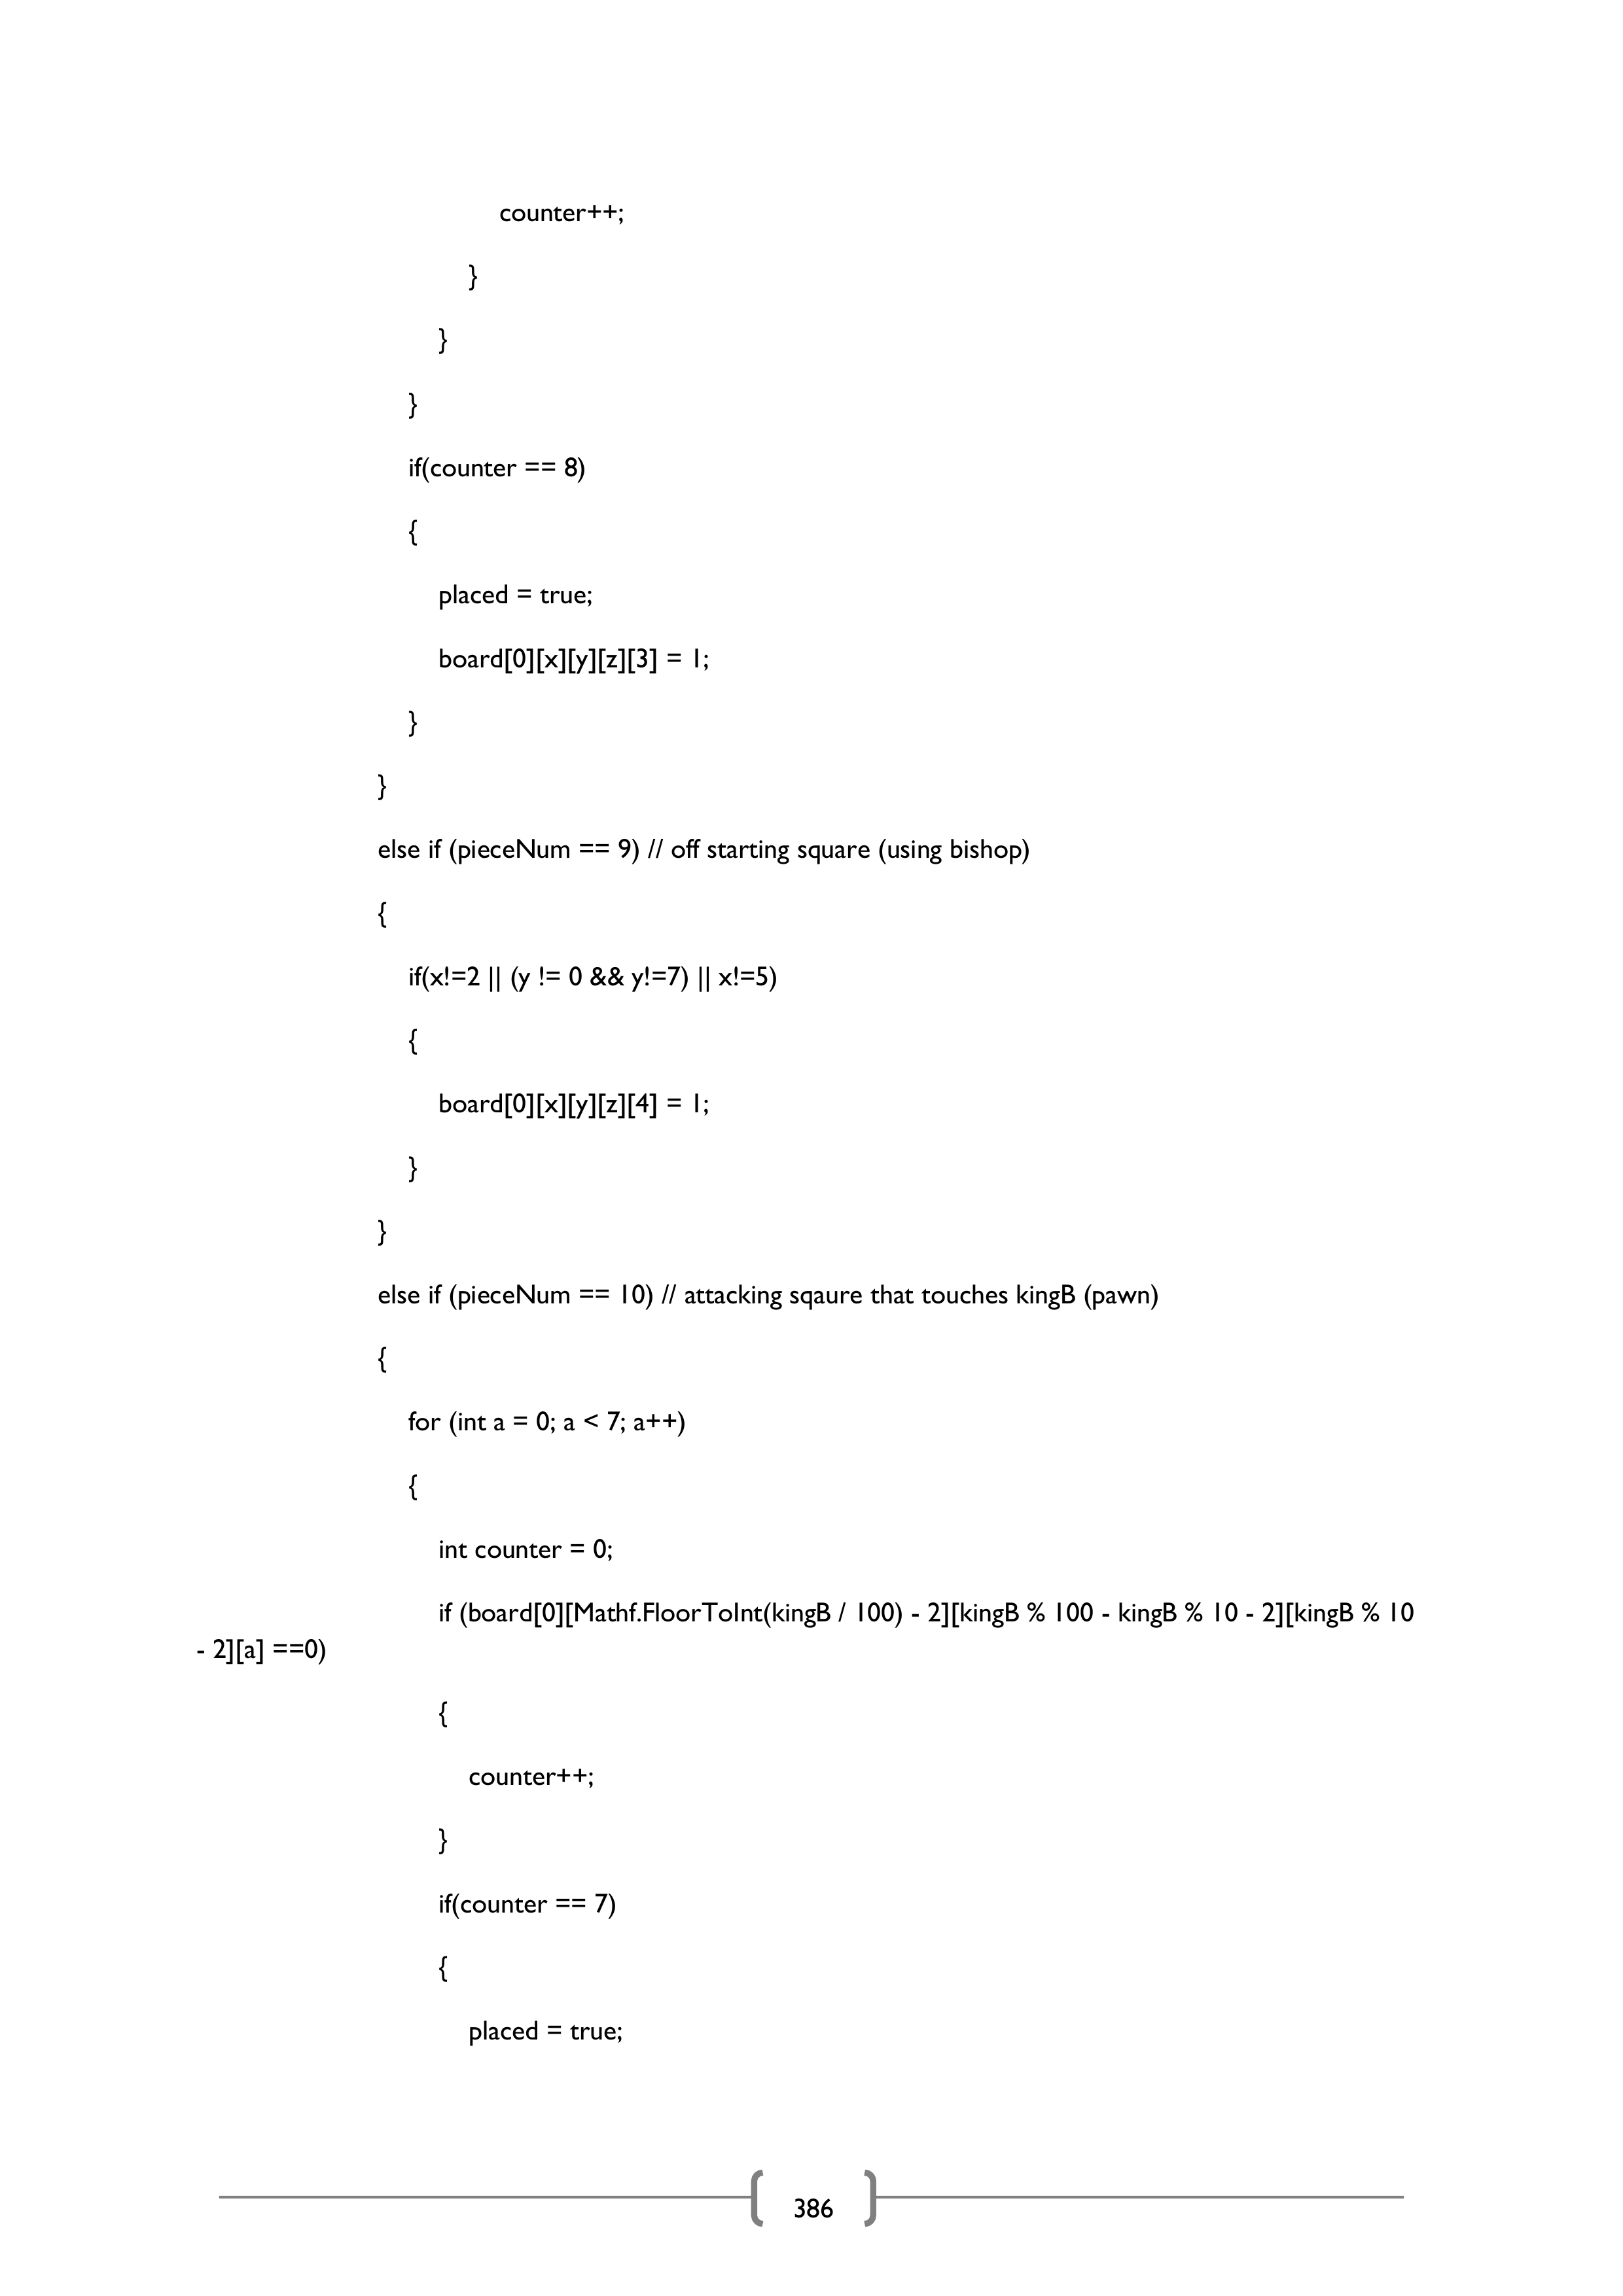 counter++;
}
}
}
if(counter == 8)
{
placed = true;
board[0][x][y][z][3] = 1;
}
}
else if (pieceNum == 9) // off starting square (using bishop)
{
if(x!=2 || (y != 0 && y!=7) || x!=5)
{
board[0][x][y][z][4] = 1;
}
}
else if (pieceNum == 10) // attacking sqaure that touches kingB (pawn)
{
for (int a = 0; a < 7; a++)
{
int counter = 0;
if (board[0][Mathf.FloorToInt(kingB / 100) - 2][kingB % 100 - kingB % 10 - 2][kingB % 10
- 2][a] ==0)
{
counter++;
}
if(counter == 7)
{
placed = true;
386